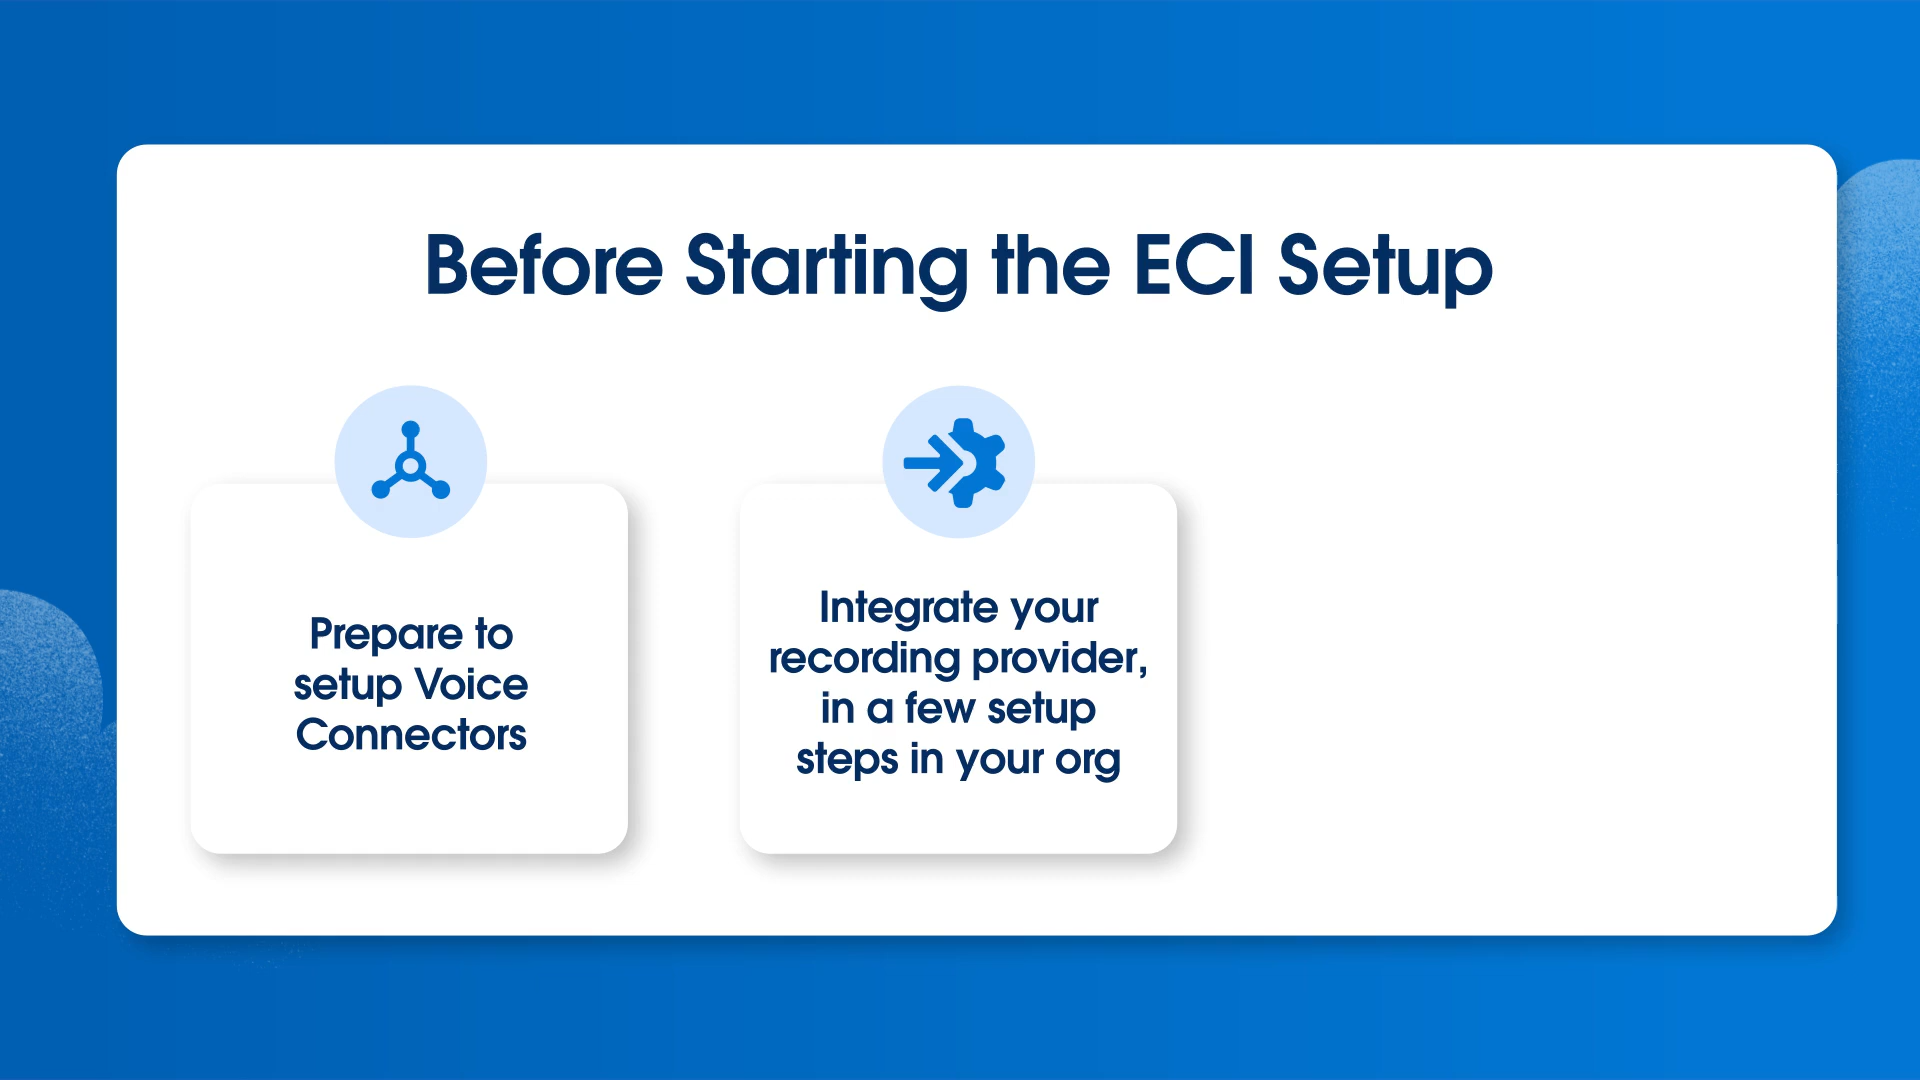 Before Starting the ECI Setup
Prepare to
setup Voice
Connectors
Integrate your
recording provider,
in a few setup
steps in your org